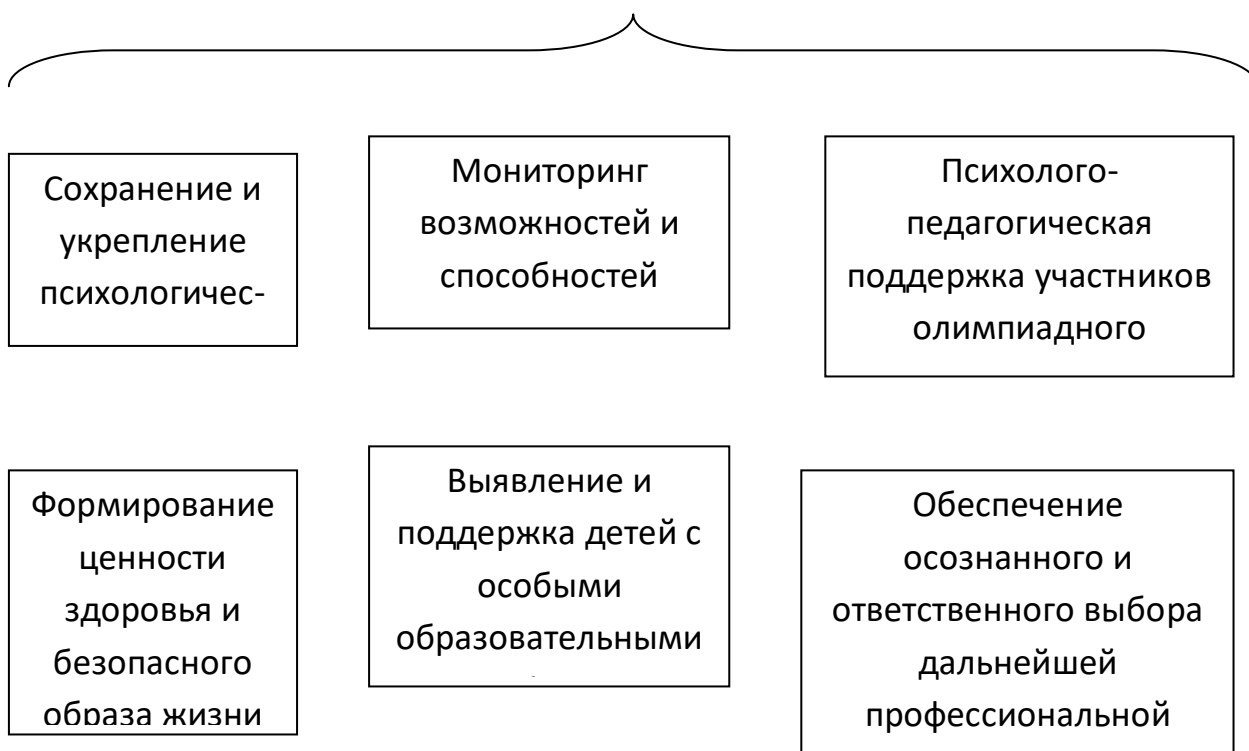 Сохранение и
укрепление
психологичес-
Мониторинг
возможностей и
способностей
Психолого-
педагогическая
поддержка участников
олимпиадного
Формирование
ценности
здоровья и
безопасного
образа жизни
Выявление и
поддержка детей с
особыми
образовательными
Обеспечение
осознанного и
ответственного выбора
дальнейшей
профессиональной